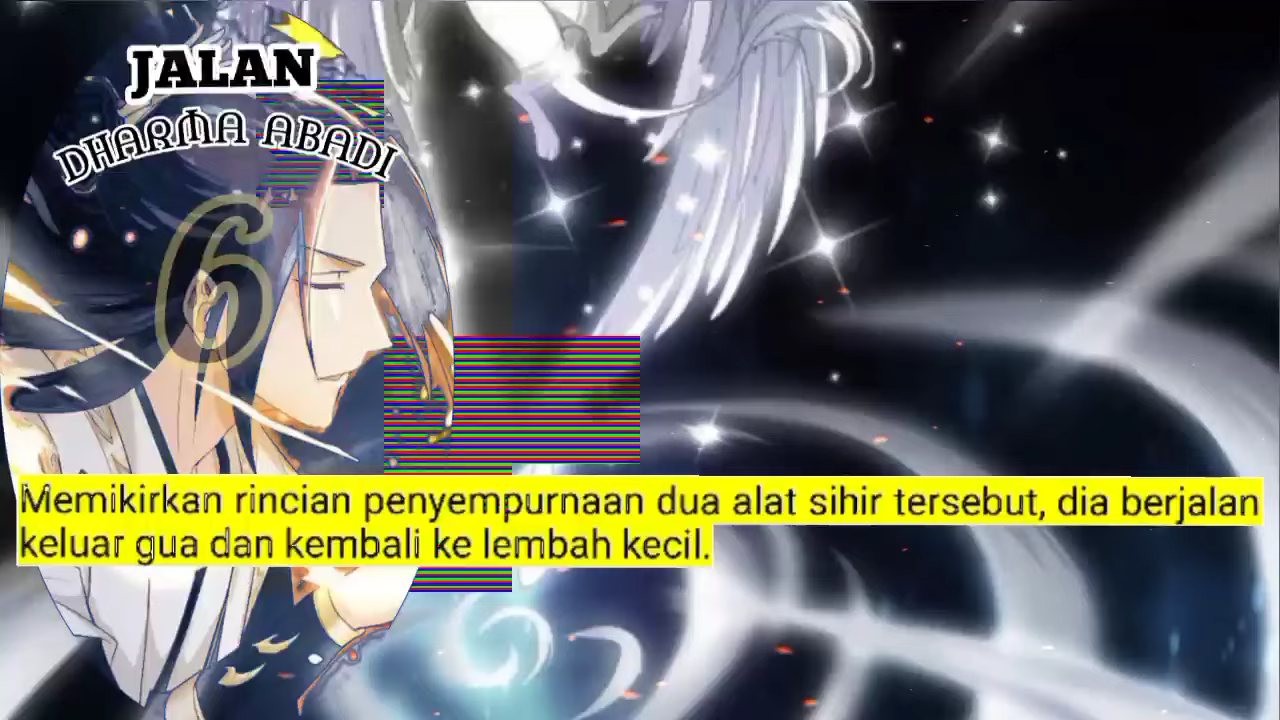 JALAN
DHARMA ABADI
6
Memikirkan rincian penyempurnaan dua alat sihir tersebut, dia berjalan
keluar gua dan kembali ke lembah kecil.